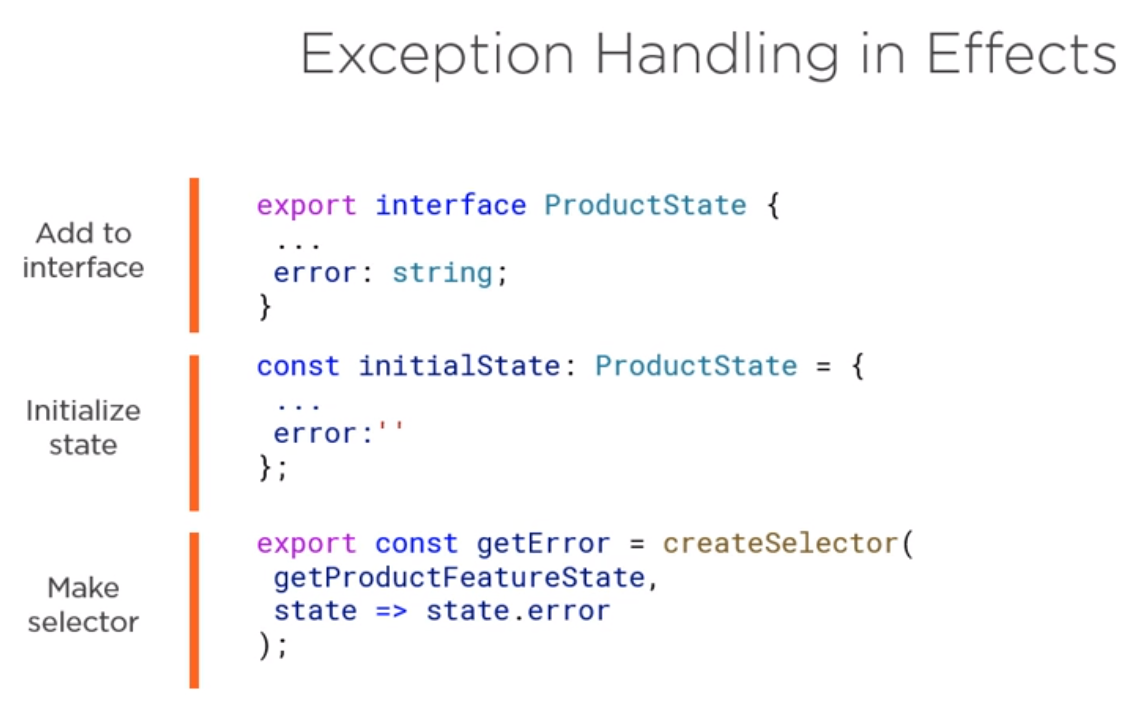 Exception Handling in Effects
Add to
interface
export interface ProductState {
...
error: string;
}
Initialize
state
const initialState: ProductState = {
...
error:''
};
Make
selector
export const getError = createSelector(
getProductFeatureState,
state => state.error
);